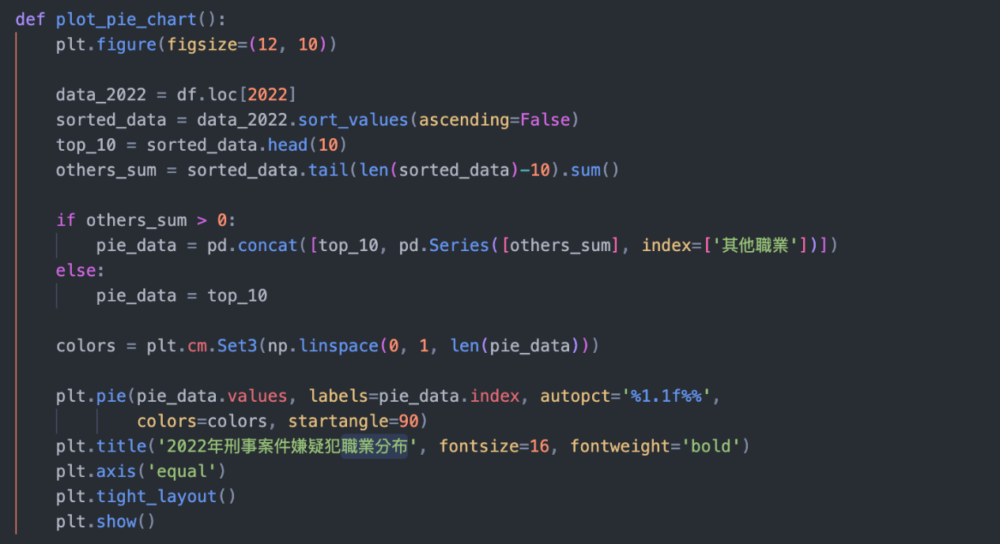 def plot_pie_chart():
    plt.figure(figsize=(12, 10))

    data_2022 = df.loc[2022]
    sorted_data = data_2022.sort_values(ascending=False)
    top_10 = sorted_data.head(10)
    others_sum = sorted_data.tail(len(sorted_data)-10).sum()

    if others_sum > 0:
        pie_data = pd.concat([top_10, pd.Series([others_sum], index=['其他職業'])])
    else:
        pie_data = top_10

    colors = plt.cm.Set3(np.linspace(0, 1, len(pie_data)))

    plt.pie(pie_data.values, labels=pie_data.index, autopct='%1.1f%%',
            colors=colors, startangle=90)
    plt.title('2022年刑事案件嫌疑犯職業分布', fontsize=16, fontweight='bold')
    plt.axis('equal')
    plt.tight_layout()
    plt.show()